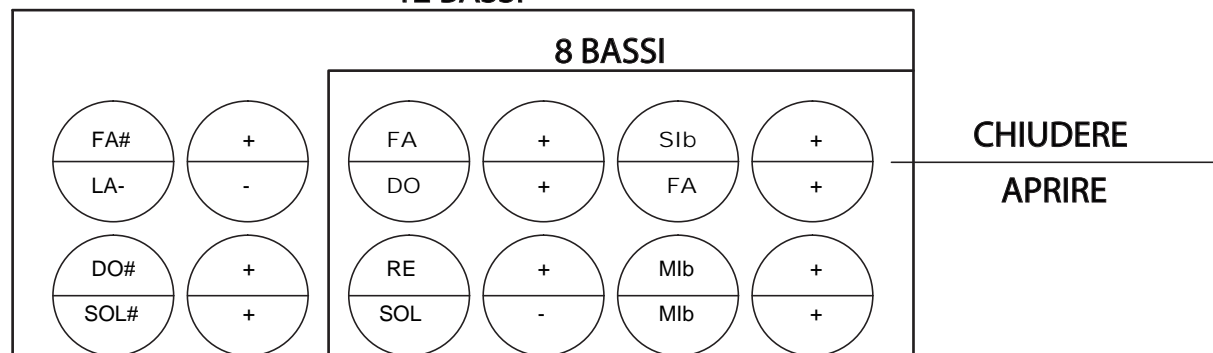 8 BASSI
FA# + FA + SIb + CHIUDERE
LA- - DO + FA + APRIRE
DO# + RE + MIb +
SOL# + SOL - MIb +